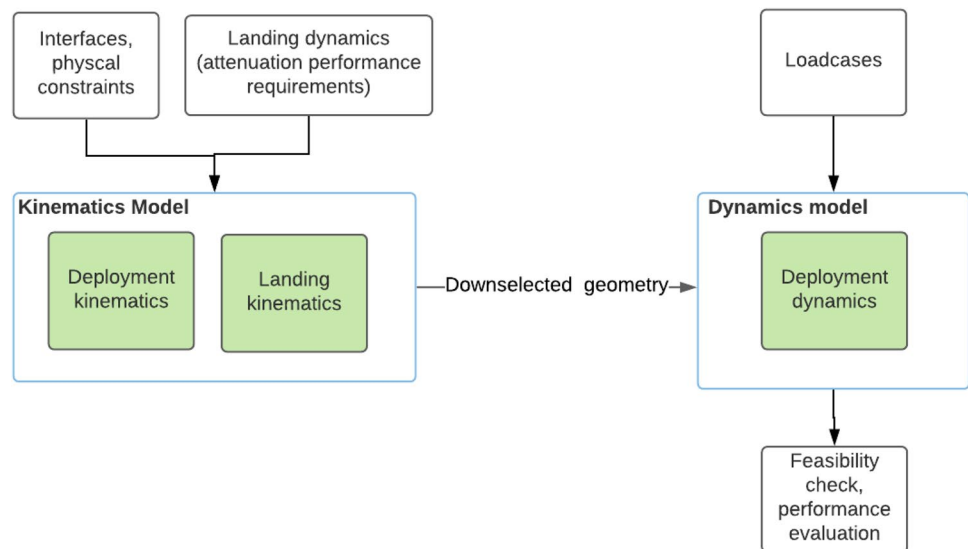 Interfaces,
physcal
constraints
Landing dynamics
(attenuation performance
requirements)
Loadcases
Kinematics Model
Deployment
kinematics
Landing
kinematics
Downselected geometry
Dynamics model
Deployment
dynamics
Feasibility
check,
performance
evaluation